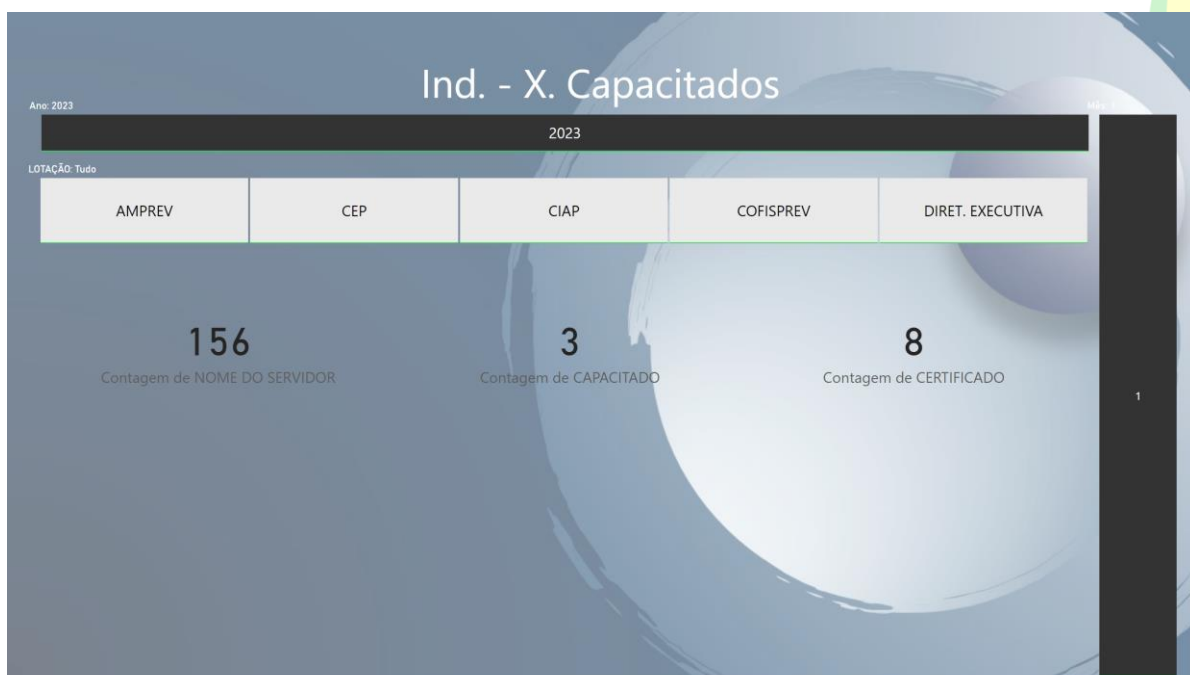 Ind. - X. Capacitados
Ano: 2023
2023
LOTAÇÃO: Tudo
AMPREV
CEP
CIAP
COFISPREV
DIRET. EXECUTIVA
156
Contagem de NOME DO SERVIDOR
3
Contagem de CAPACITADO
8
Contagem de CERTIFICADO
1